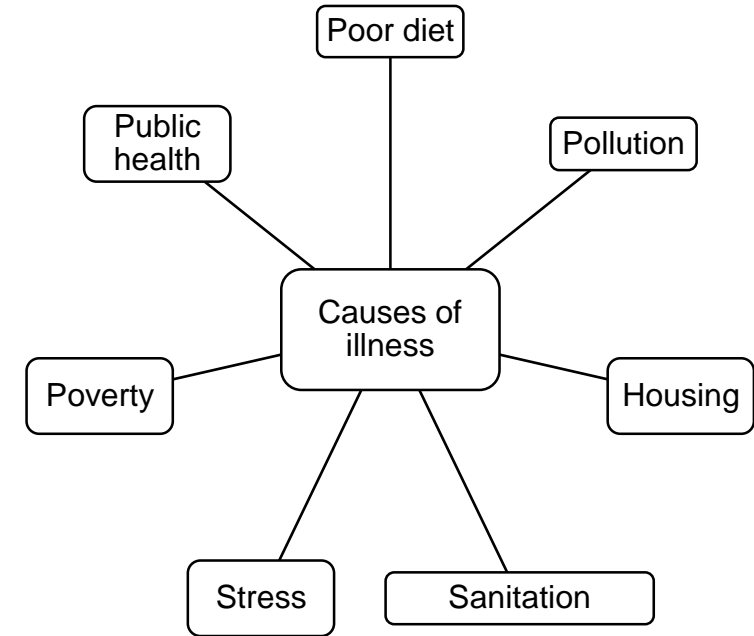 Poor diet
Public
health
Pollution
Causes of
illness
Poverty
Housing
Stress
Sanitation